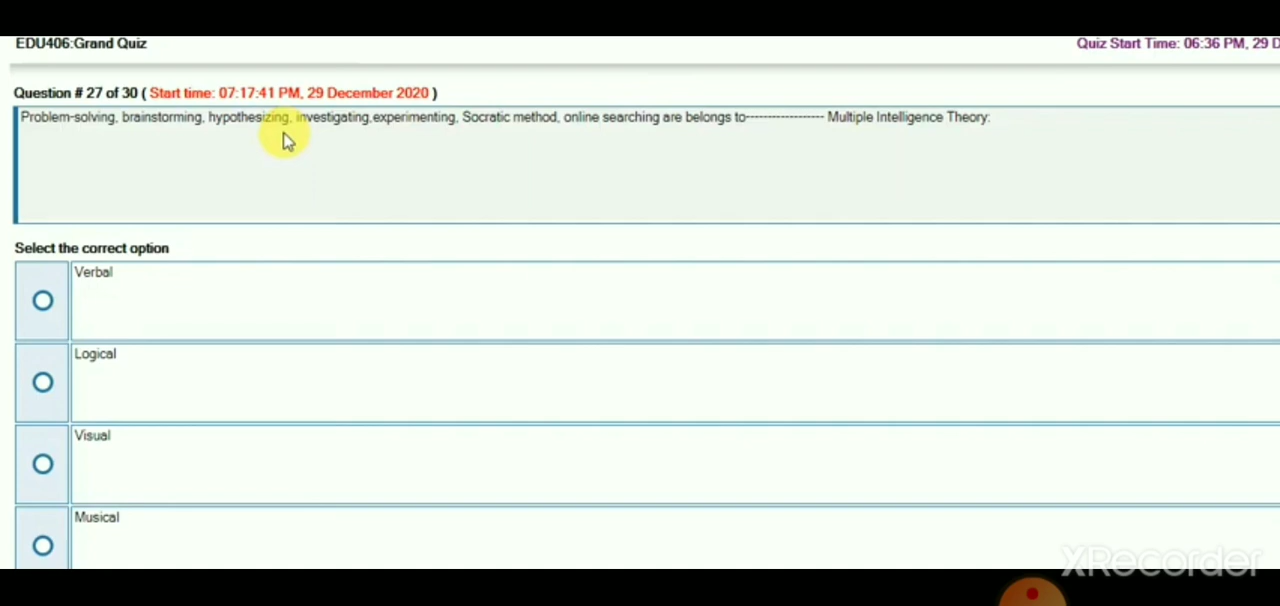 EDU406:Grand Quiz
Quiz Start Time: 06:36 PM, 29 D
Question # 27 of 30 ( Start time: 07:17:41 PM, 29 December 2020 )
Problem-solving, brainstorming, hypothesizing, investigating,experimenting, Socratic method, online searching are belongs to------------------ Multiple Intelligence Theory:
Select the correct option
Verbal
Logical
Visual
Musical
XRecorder